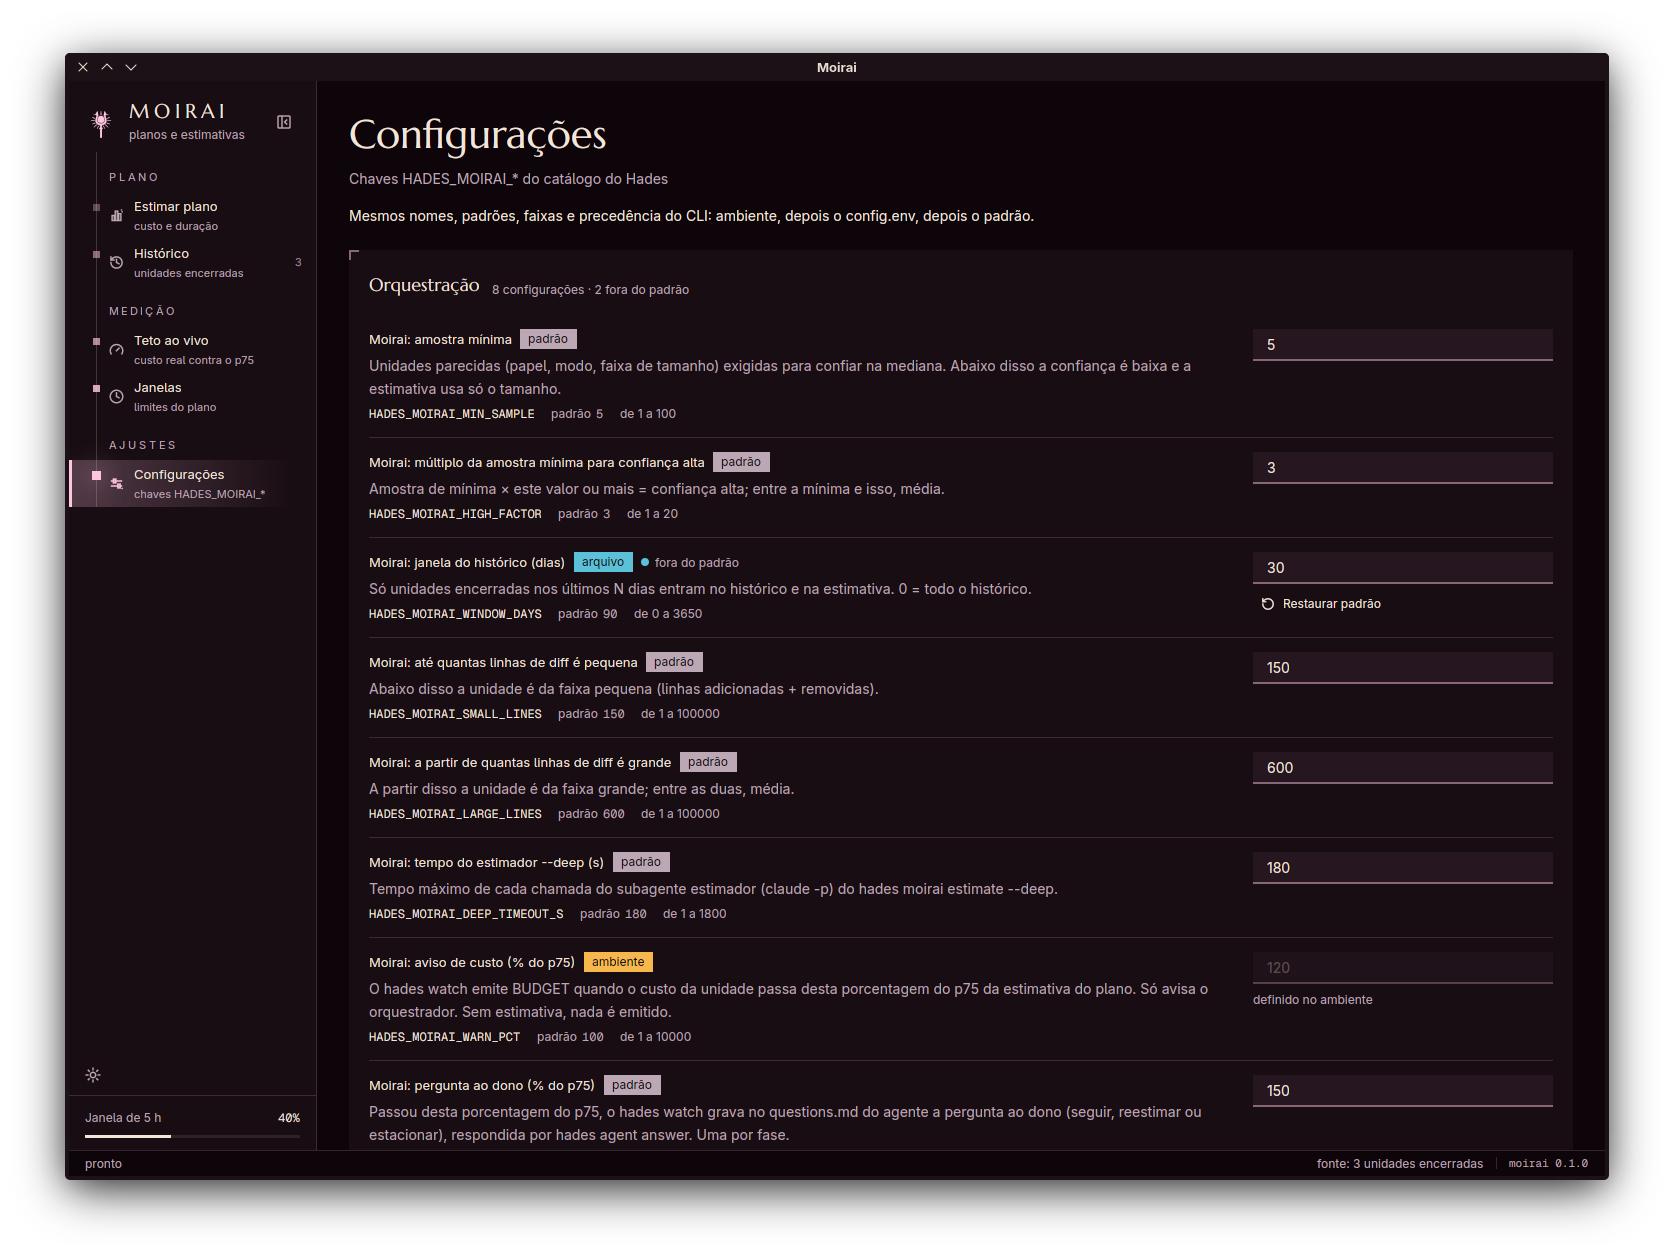 Moirai
MOIRAI
planos e estimativas
PLANO
Estimar plano
custo e duração
Histórico
unidades encerradas
3
MEDIÇÃO
Teto ao vivo
custo real contra o p75
Janelas
limites do plano
AJUSTES
Configurações
chaves HADES_MOIRAI_*
Janela de 5 h
40%
Configurações
Chaves HADES_MOIRAI_* do catálogo do Hades
Mesmos nomes, padrões, faixas e precedência do CLI: ambiente, depois o config.env, depois o padrão.
Orquestração 8 configurações · 2 fora do padrão
Moirai: amostra mínima padrão
5
Unidades parecidas (papel, modo, faixa de tamanho) exigidas para confiar na mediana. Abaixo disso a confiança é baixa e a
estimativa usa só o tamanho.
HADES_MOIRAI_MIN_SAMPLE padrão 5 de 1 a 100
Moirai: múltiplo da amostra mínima para confiança alta padrão
3
Amostra de mínima × este valor ou mais = confiança alta; entre a mínima e isso, média.
HADES_MOIRAI_HIGH_FACTOR padrão 3 de 1 a 20
Moirai: janela do histórico (dias) arquivo fora do padrão
30
Só unidades encerradas nos últimos N dias entram no histórico e na estimativa. 0 = todo o histórico.
Restaurar padrão
HADES_MOIRAI_WINDOW_DAYS padrão 90 de 0 a 3650
Moirai: até quantas linhas de diff é pequena padrão
150
Abaixo disso a unidade é da faixa pequena (linhas adicionadas + removidas).
HADES_MOIRAI_SMALL_LINES padrão 150 de 1 a 100000
Moirai: a partir de quantas linhas de diff é grande padrão
600
A partir disso a unidade é da faixa grande; entre as duas, média.
HADES_MOIRAI_LARGE_LINES padrão 600 de 1 a 100000
Moirai: tempo do estimador --deep (s) padrão
180
Tempo máximo de cada chamada do subagente estimador (claude -p) do hades moirai estimate --deep.
HADES_MOIRAI_DEEP_TIMEOUT_S padrão 180 de 1 a 1800
Moirai: aviso de custo (% do p75) ambiente
120
O hades watch emite BUDGET quando o custo da unidade passa desta porcentagem do p75 da estimativa do plano. Só avisa o
orquestrador. Sem estimativa, nada é emitido.
definido no ambiente
HADES_MOIRAI_WARN_PCT padrão 100 de 1 a 10000
Moirai: pergunta ao dono (% do p75) padrão
150
Passou desta porcentagem do p75, o hades watch grava no questions.md do agente a pergunta ao dono (seguir, reestimar ou
estacionar), respondida por hades agent answer. Uma por fase.
pronto
fonte: 3 unidades encerradas
moirai 0.1.0